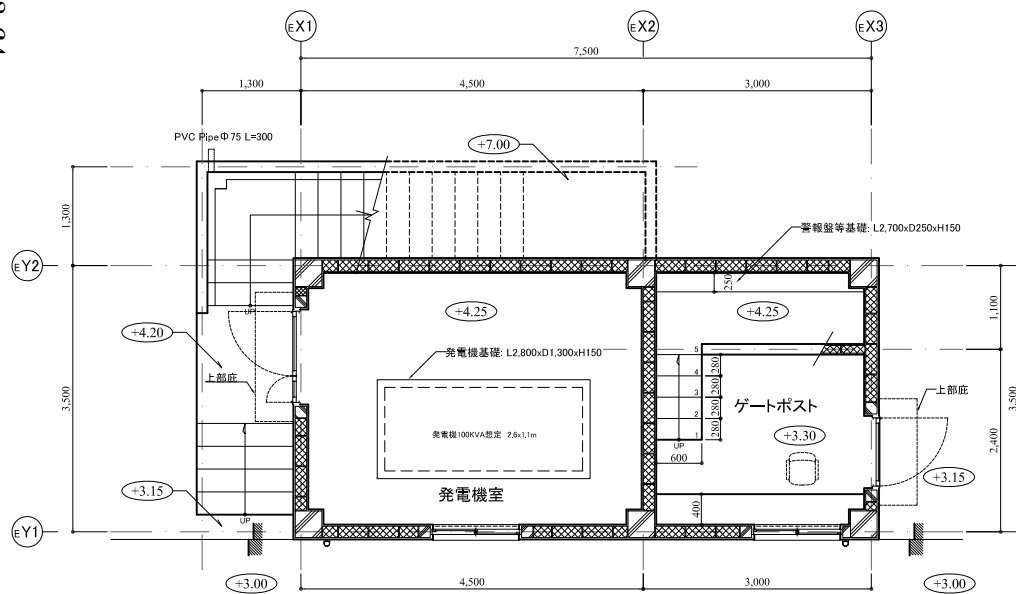 EX1
EX2
EX3
7,500
1,300
4,500
3,000
PVC Pipe Φ75 L=300
+7.00
1,300
警報盤等基礎: L2,700xD250xH150
EY2
250
UP
+4.25
+4.25
1,100
+4.20
発電機基礎: L2,800xD1,300xH150
上部庇
5
4
3
2
1
280
280
280
280
ゲートポスト
上部庇
3,500
3,500
発電機100KVA想定 2.6x1.1m
+3.30
2,400
UP
600
+3.15
発電機室
+3.15
400
UP
EY1
+3.00
4,500
3,000
+3.00